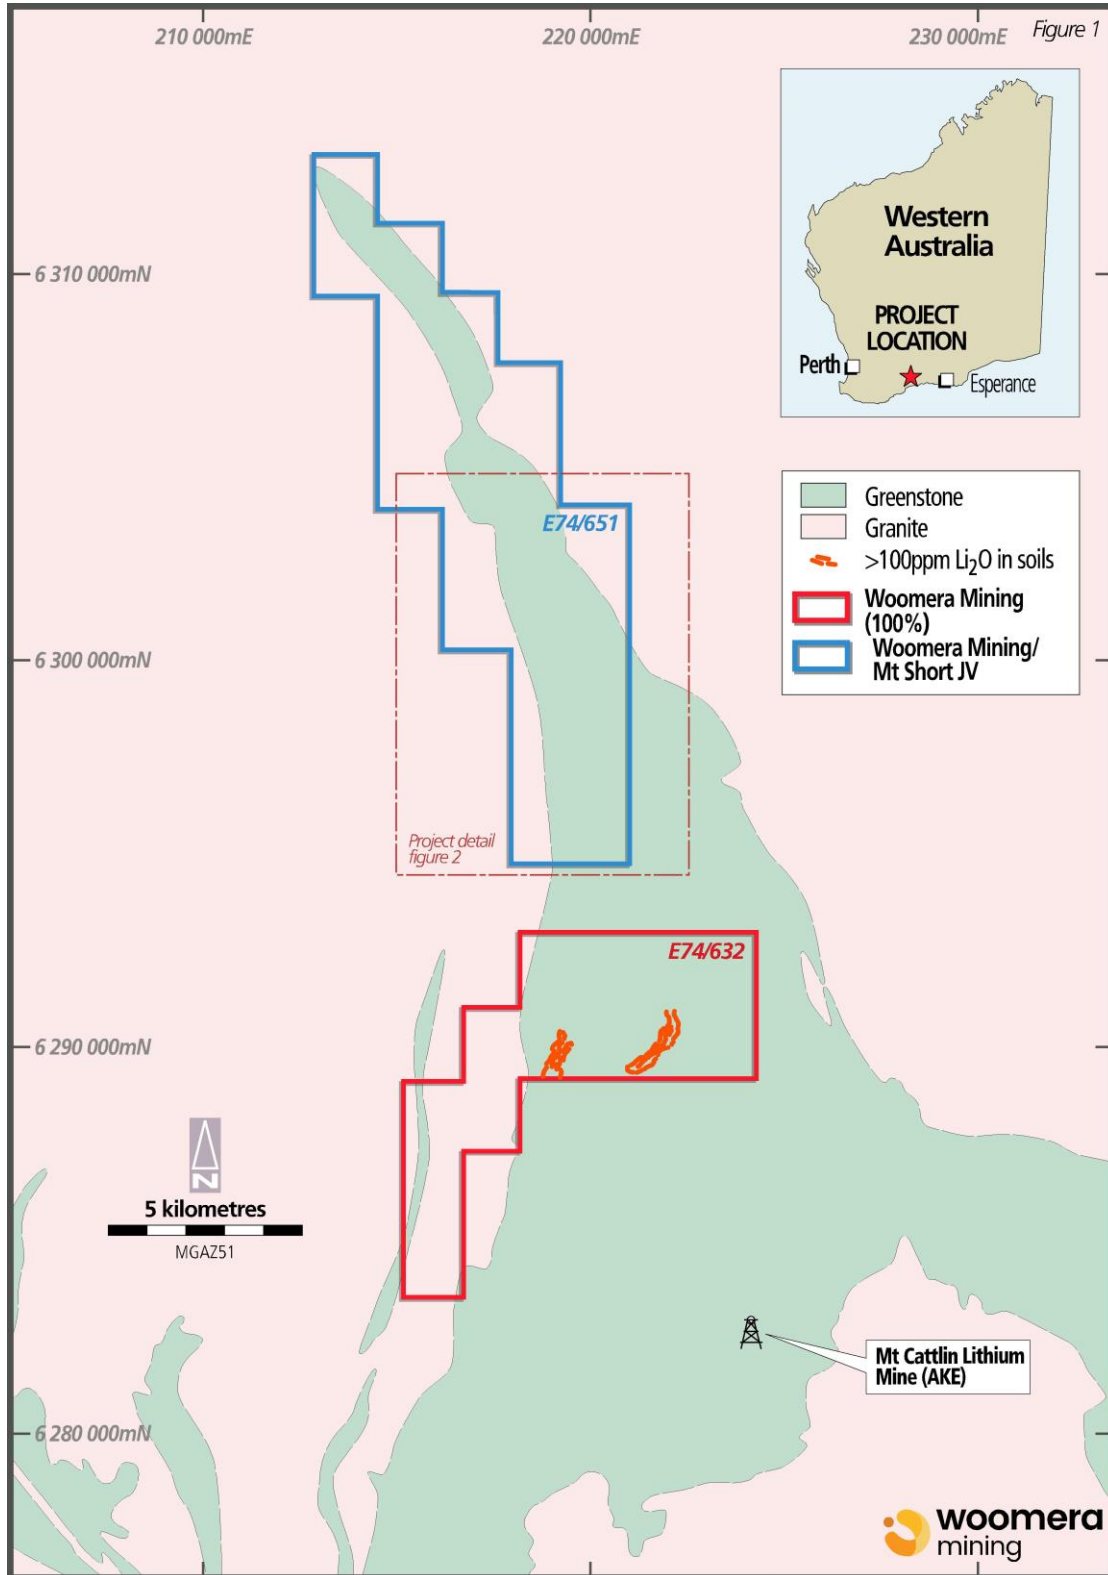 210 000mE
220 000mE
230 000mE
Figure 1
Western
Australia
PROJECT
LOCATION
Perth
Esperance
6 310 000mN
Greenstone
Granite
>100ppm Li₂O in soils
Woomera Mining
(100%)
Woomera Mining/
Mt Short JV
E74/651
6 300 000mN
Project detail
figure 2
E74/632
6 290 000mN
N
5 kilometres
MGAZ51
Mt Cattlin Lithium
Mine (AKE)
6 280 000mN
woomera
mining